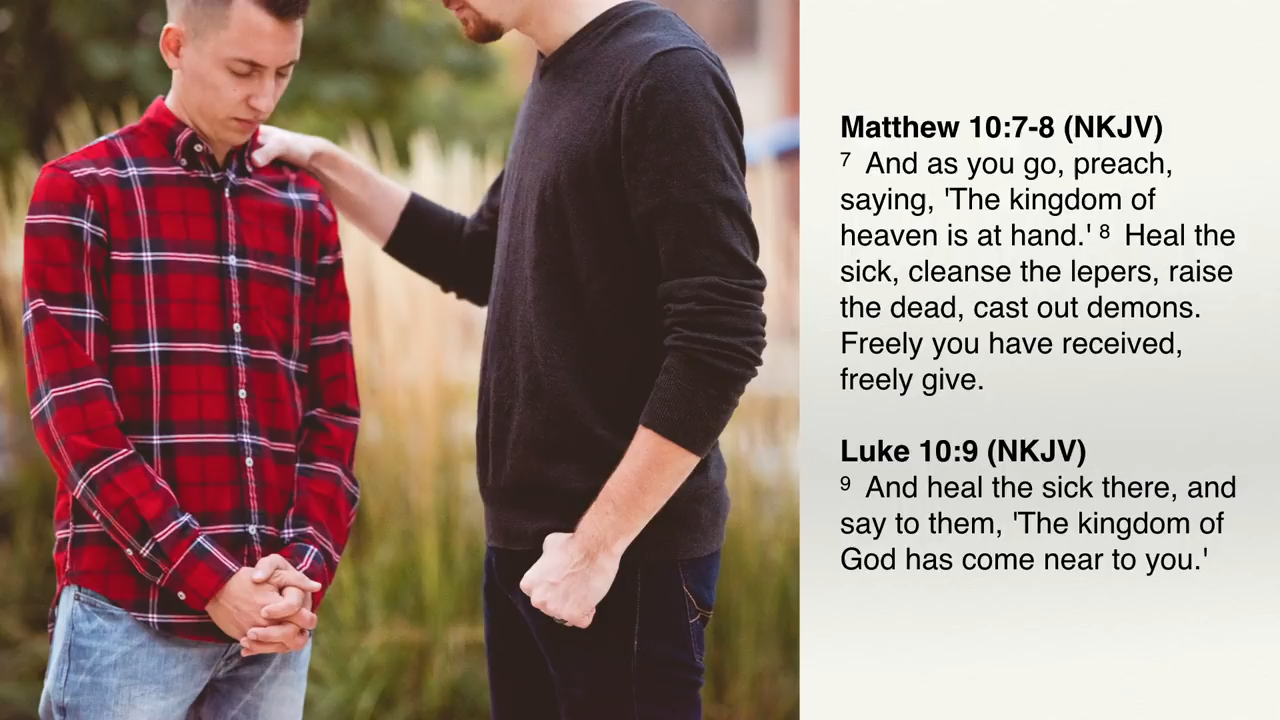 Matthew 10:7-8 (NKJV)
7 And as you go, preach,
saying, 'The kingdom of
heaven is at hand.' 8 Heal the
sick, cleanse the lepers, raise
the dead, cast out demons.
Freely you have received,
freely give.
Luke 10:9 (NKJV)
9 And heal the sick there, and
say to them, 'The kingdom of
God has come near to you.'